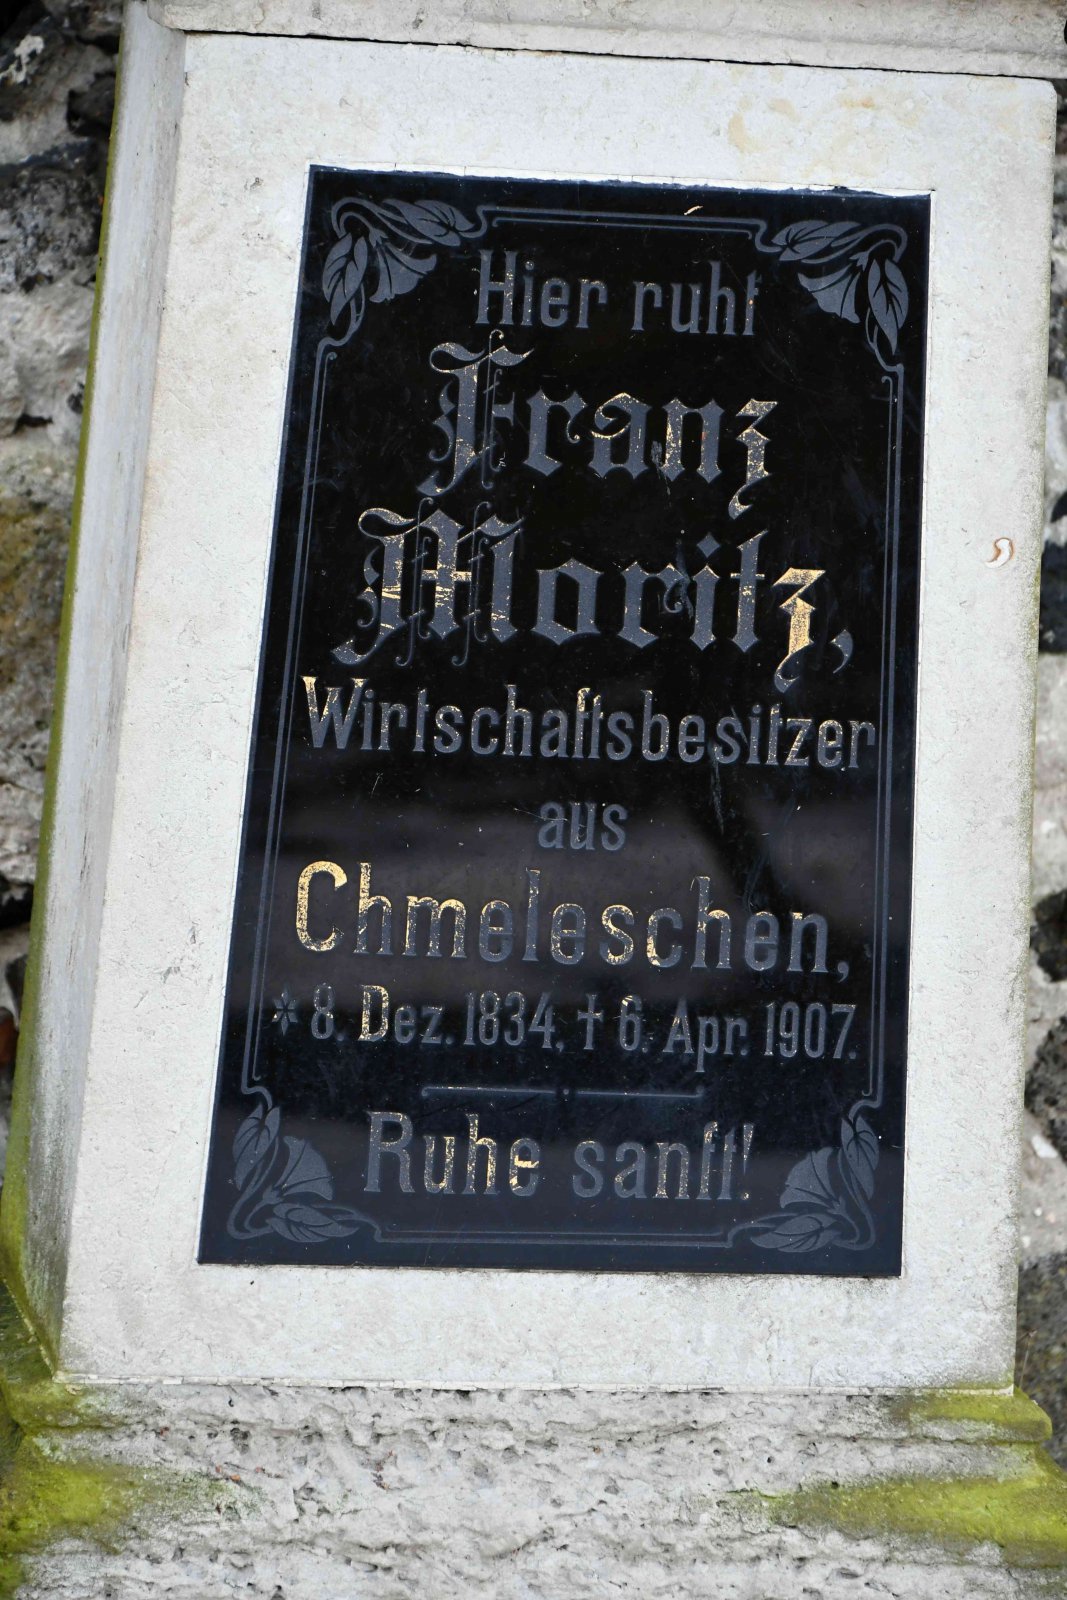 Hier ruht
Franz
Moritz,
Wirtschaftsbesitzer
aus
Chmeleschen,
* 8. Dez. 1834, † 6. Apr. 1907.
Ruhe sanft!